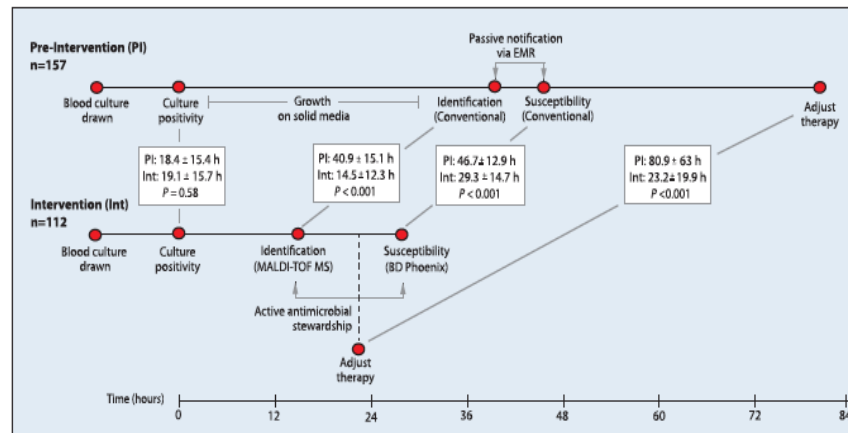 Pre-Intervention (PI)
n=157
Passive notification
via EMR
Blood culture
drawn
Culture
positivity
Growth
on solid media
Identification
(Conventional)
Susceptibility
(Conventional)
Adjust
therapy
PI: 18.4 ± 15.4 h
Int: 19.1 ± 15.7 h
P = 0.58
PI: 40.9 ± 15.1 h
Int: 14.5 ± 12.3 h
P < 0.001
PI: 46.7 ± 12.9 h
Int: 29.3 ± 14.7 h
P < 0.001
PI: 80.9 ± 63 h
Int: 23.2 ± 19.9 h
P <0.001
Intervention (Int)
n=112
Blood culture
drawn
Culture
positivity
Identification
(MALDI-TOF MS)
Susceptibility
(BD Phoenix)
Active antimicrobial
stewardship
Adjust
therapy
Time (hours)
0 12 24 36 48 60 72 84